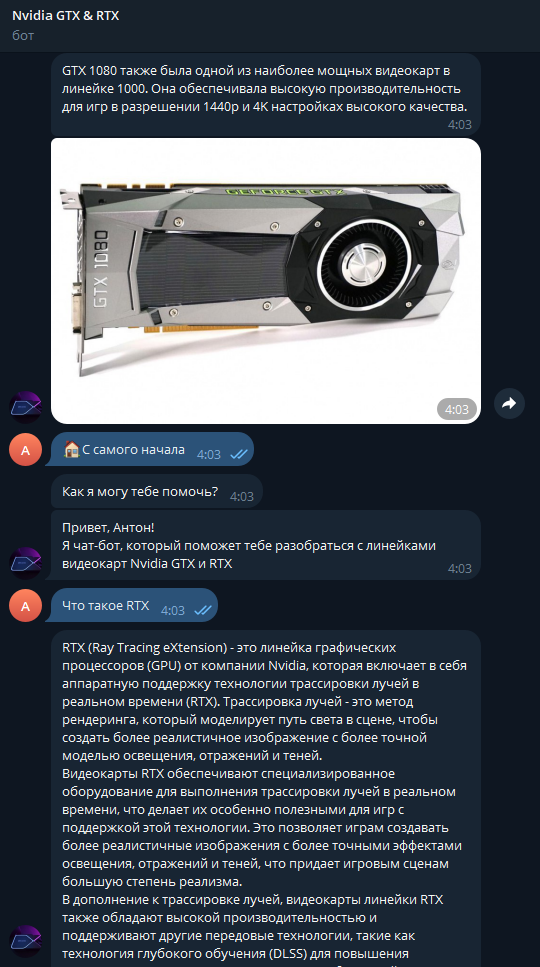 Nvidia GTX & RTX
бот
GTX 1080 также была одной из наиболее мощных видеокарт в
линейке 1000. Она обеспечивала высокую производительность
для игр в разрешении 1440p и 4K настройках высокого качества.
4:03
GEFORCE GTX
GTX 1080
4:03
А
🏠С самого начала 4:03
Как я могу тебе помочь? 4:03
Привет, Антон!
Я чат-бот, который поможет тебе разобраться с линейками
видеокарт Nvidia GTX и RTX
4:03
А
Что такое RTX 4:03
RTX (Ray Tracing eXtension) - это линейка графических
процессоров (GPU) от компании Nvidia, которая включает в себя
аппаратную поддержку технологии трассировки лучей в
реальном времени (RTX). Трассировка лучей - это метод
рендеринга, который моделирует путь света в сцене, чтобы
создать более реалистичное изображение с более точной
моделью освещения, отражений и теней.
Видеокарты RTX обеспечивают специализированное
оборудование для выполнения трассировки лучей в реальном
времени, что делает их особенно полезными для игр с
поддержкой этой технологии. Это позволяет играм создавать
более реалистичные изображения с более точными эффектами
освещения, отражений и теней, что придает игровым сценам
большую степень реализма.
В дополнение к трассировке лучей, видеокарты линейки RTX
также обладают высокой производительностью и
поддерживают другие передовые технологии, такие как
технология глубокого обучения (DLSS) для повышения